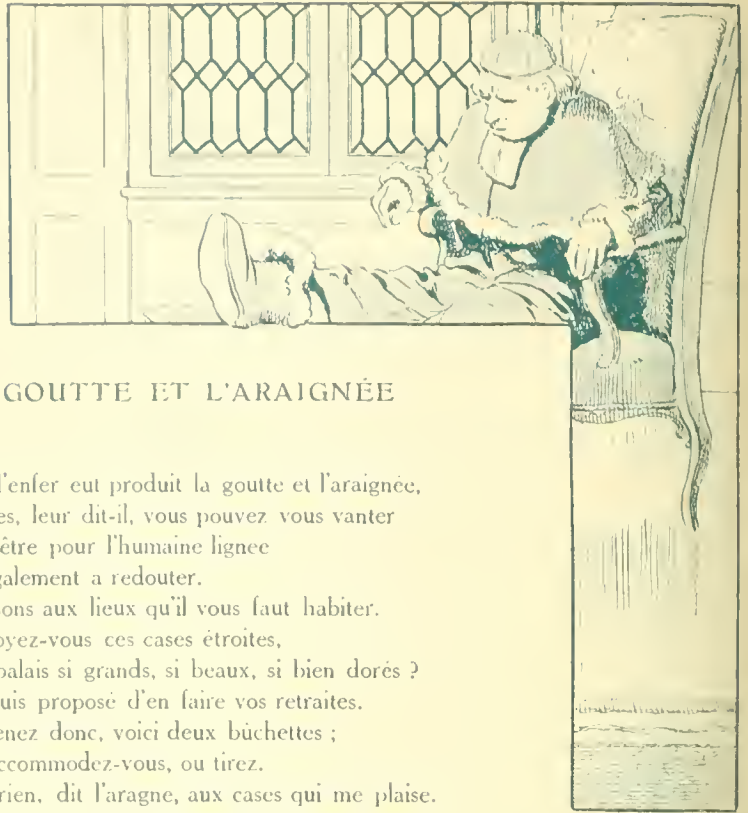 GOUTTE ET L'ARAIGNÉE
l'enfer eut produit la goutte et l'araignée,
es, leur dit-il, vous pouvez vous vanter
être pour l'humaine lignee
galement a redouter.
ons aux lieux qu'il vous faut habiter.
oyez-vous ces cases étroites,
palais si grands, si beaux, si bien dorés ?
uis proposé d'en faire vos retraites.
enez donc, voici deux bûchettes ;
ccommodez-vous, ou tirez.
rien, dit l'aragne, aux cases qui me plaise.